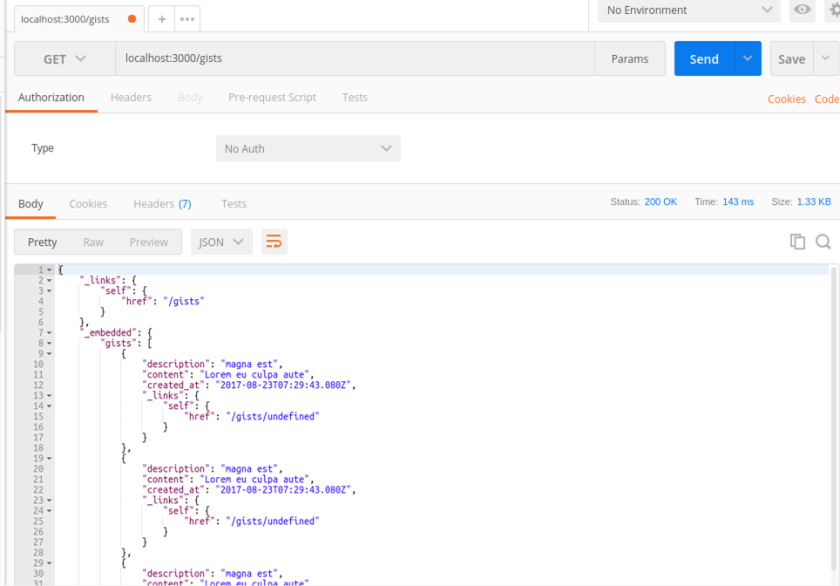 localhost:3000/gists
No Environment
GET localhost:3000/gists Params Send Save
Authorization Headers Body Pre-request Script Tests Cookies Code
Type No Auth
Body Cookies Headers (7) Tests Status: 200 OK Time: 143 ms Size: 1.33 KB
Pretty Raw Preview JSON
1 {
2 "_links": {
3 "self": {
4 "href": "/gists"
5 }
6 },
7 "_embedded": {
8 "gists": [
9 {
10 "description": "magna est",
11 "content": "Lorem eu culpa aute",
12 "created_at": "2017-08-23T07:29:43.080Z",
13 "_links": {
14 "self": {
15 "href": "/gists/undefined"
16 }
17 }
18 },
19 {
20 "description": "magna est",
21 "content": "Lorem eu culpa aute",
22 "created_at": "2017-08-23T07:29:43.080Z",
23 "_links": {
24 "self": {
25 "href": "/gists/undefined"
26 }
27 }
28 },
29 {
30 "description": "magna est",
31 "content": "Lorem eu culpa aute",